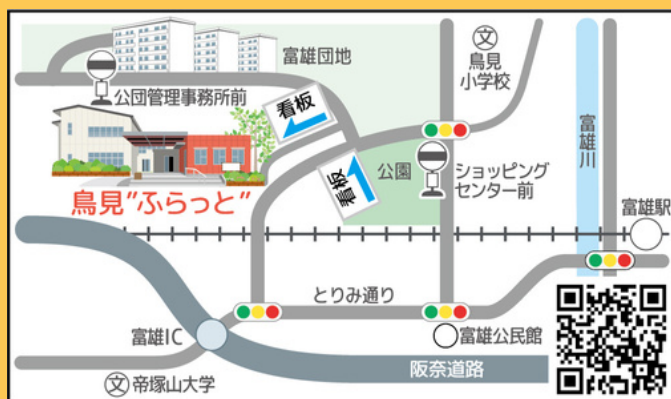 富雄団地
文
鳥見
小学校
公団管理事務所前
看板
看板
公園
ショッピング
センター前
富雄川
富雄駅
鳥見”ふらっと”
とりみ通り
富雄IC
富雄公民館
阪奈道路
文
帝塚山大学